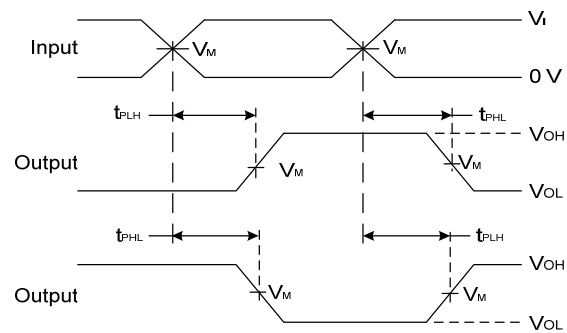 VI
Input VM VM
0 V
tPLH tPHL
VOH
Output VM VM
VOL
tPHL tPLH
VOH
Output VM VM
VOL